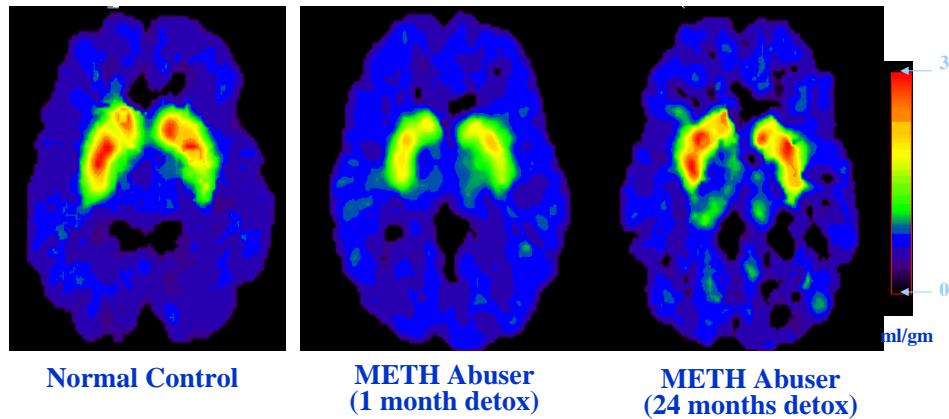 3
0
ml/gm
Normal Control
METH Abuser
(1 month detox)
METH Abuser
(24 months detox)